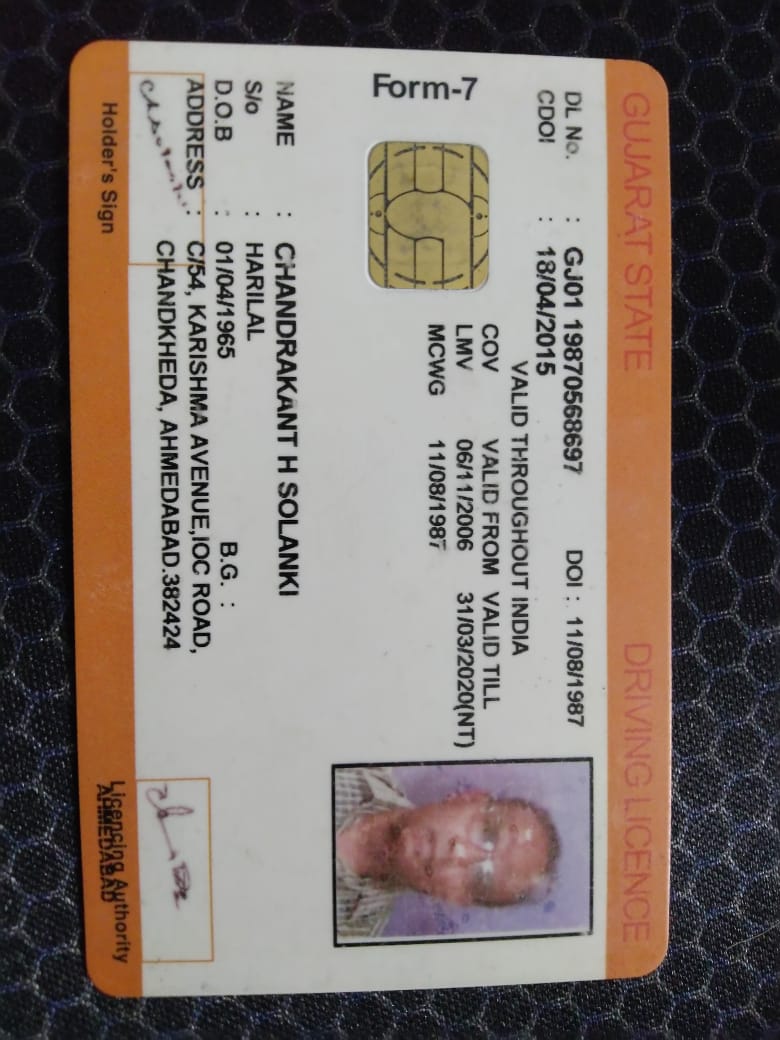 GUJARAT STATE DRIVING LICENCE
DL No. : GJ01 19870568697 DOI : 11/08/1987
CDOI : 18/04/2015
VALID THROUGHOUT INDIA
COV VALID FROM VALID TILL
LMV 06/11/2006 31/03/2020(NT)
MCWG 11/08/1987
Form-7
NAME : CHANDRAKANT H SOLANKI
S/o : HARILAL
D.O.B : 01/04/1965 B.G. :
ADDRESS : C/54, KARISHMA AVENUE,IOC ROAD,
CHANDKHEDA, AHMEDABAD.382424
Holder's Sign
Licencing Authority
AHMEDABAD